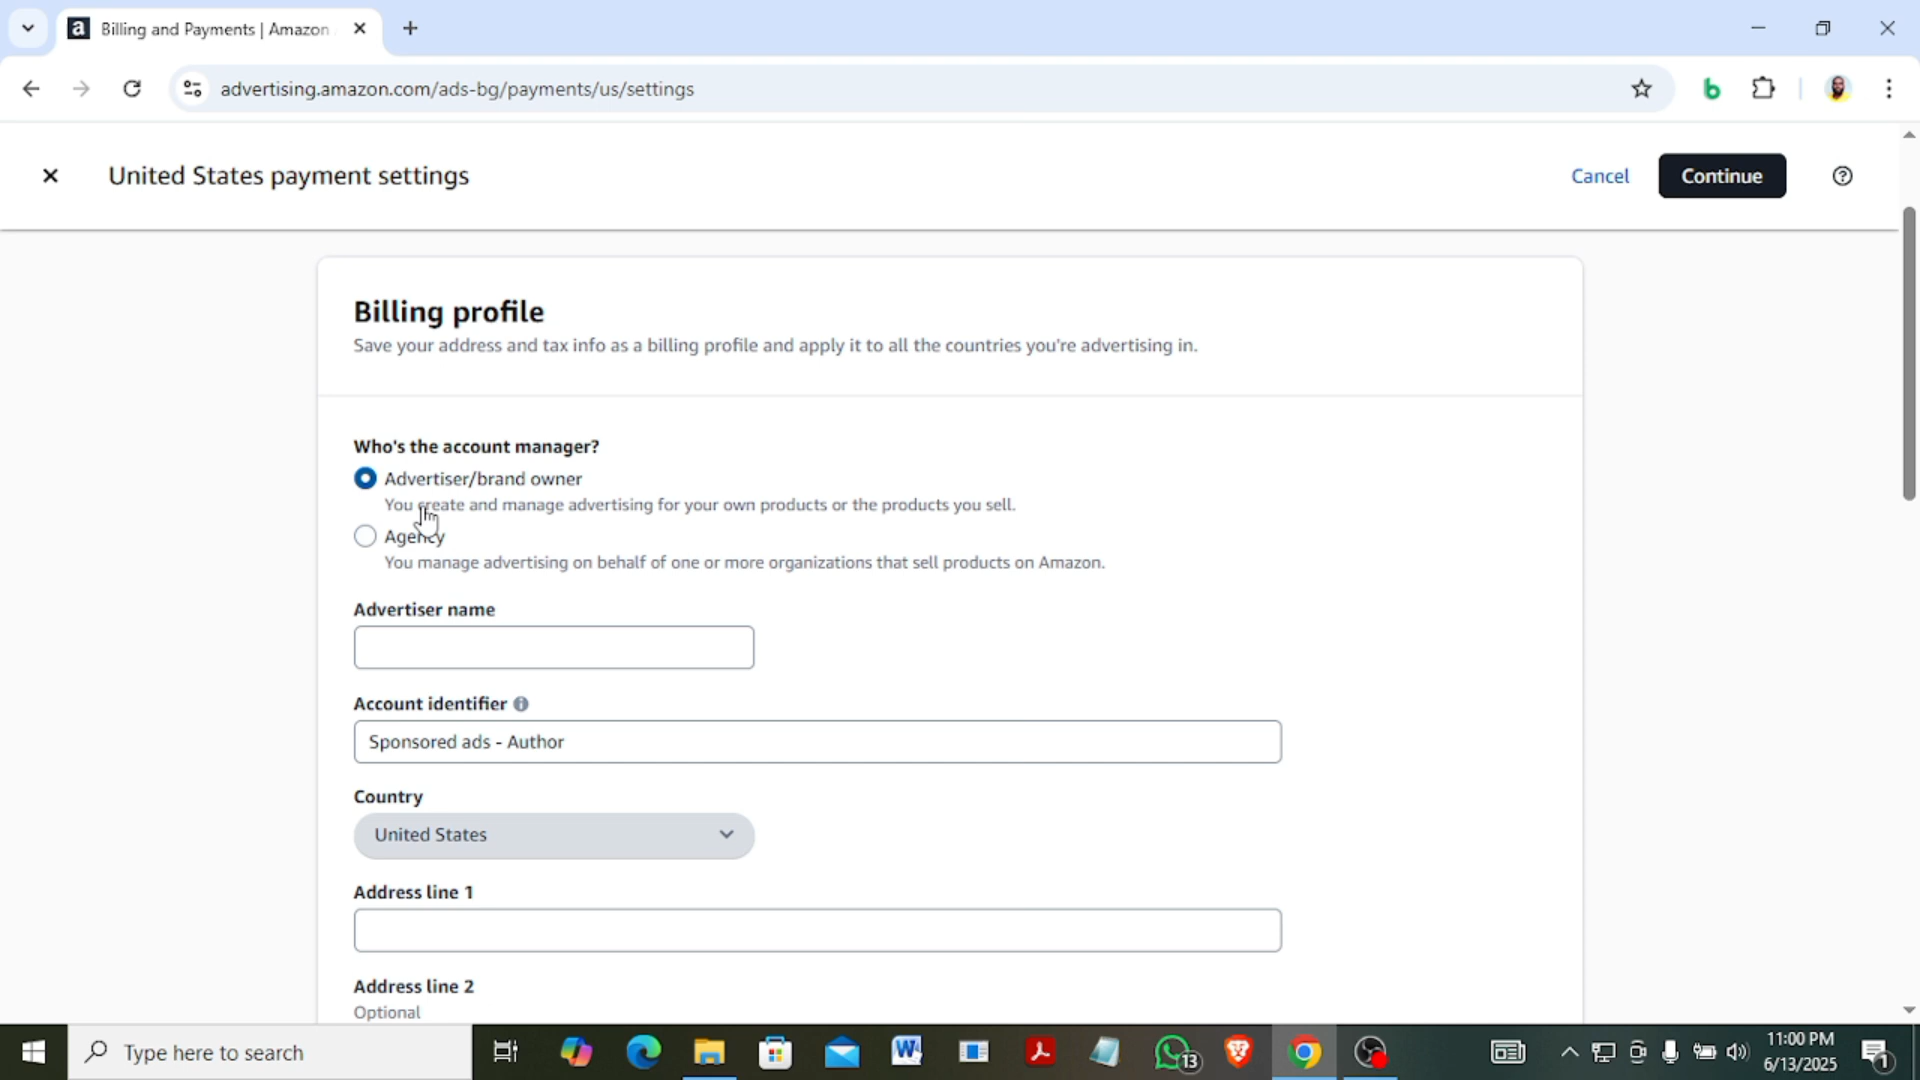 Billing and Payments | Amazon
advertising.amazon.com/ads-bg/payments/us/settings
United States payment settings
Cancel
Continue
Billing profile
Save your address and tax info as a billing profile and apply it to all the countries you're advertising in.
Who's the account manager?
Advertiser/brand owner
You create and manage advertising for your own products or the products you sell.
Agency
You manage advertising on behalf of one or more organizations that sell products on Amazon.
Advertiser name
Account identifier
Sponsored ads - Author
Country
United States
Address line 1
Address line 2
Optional
Type here to search
13
11:00 PM
6/13/2025
1